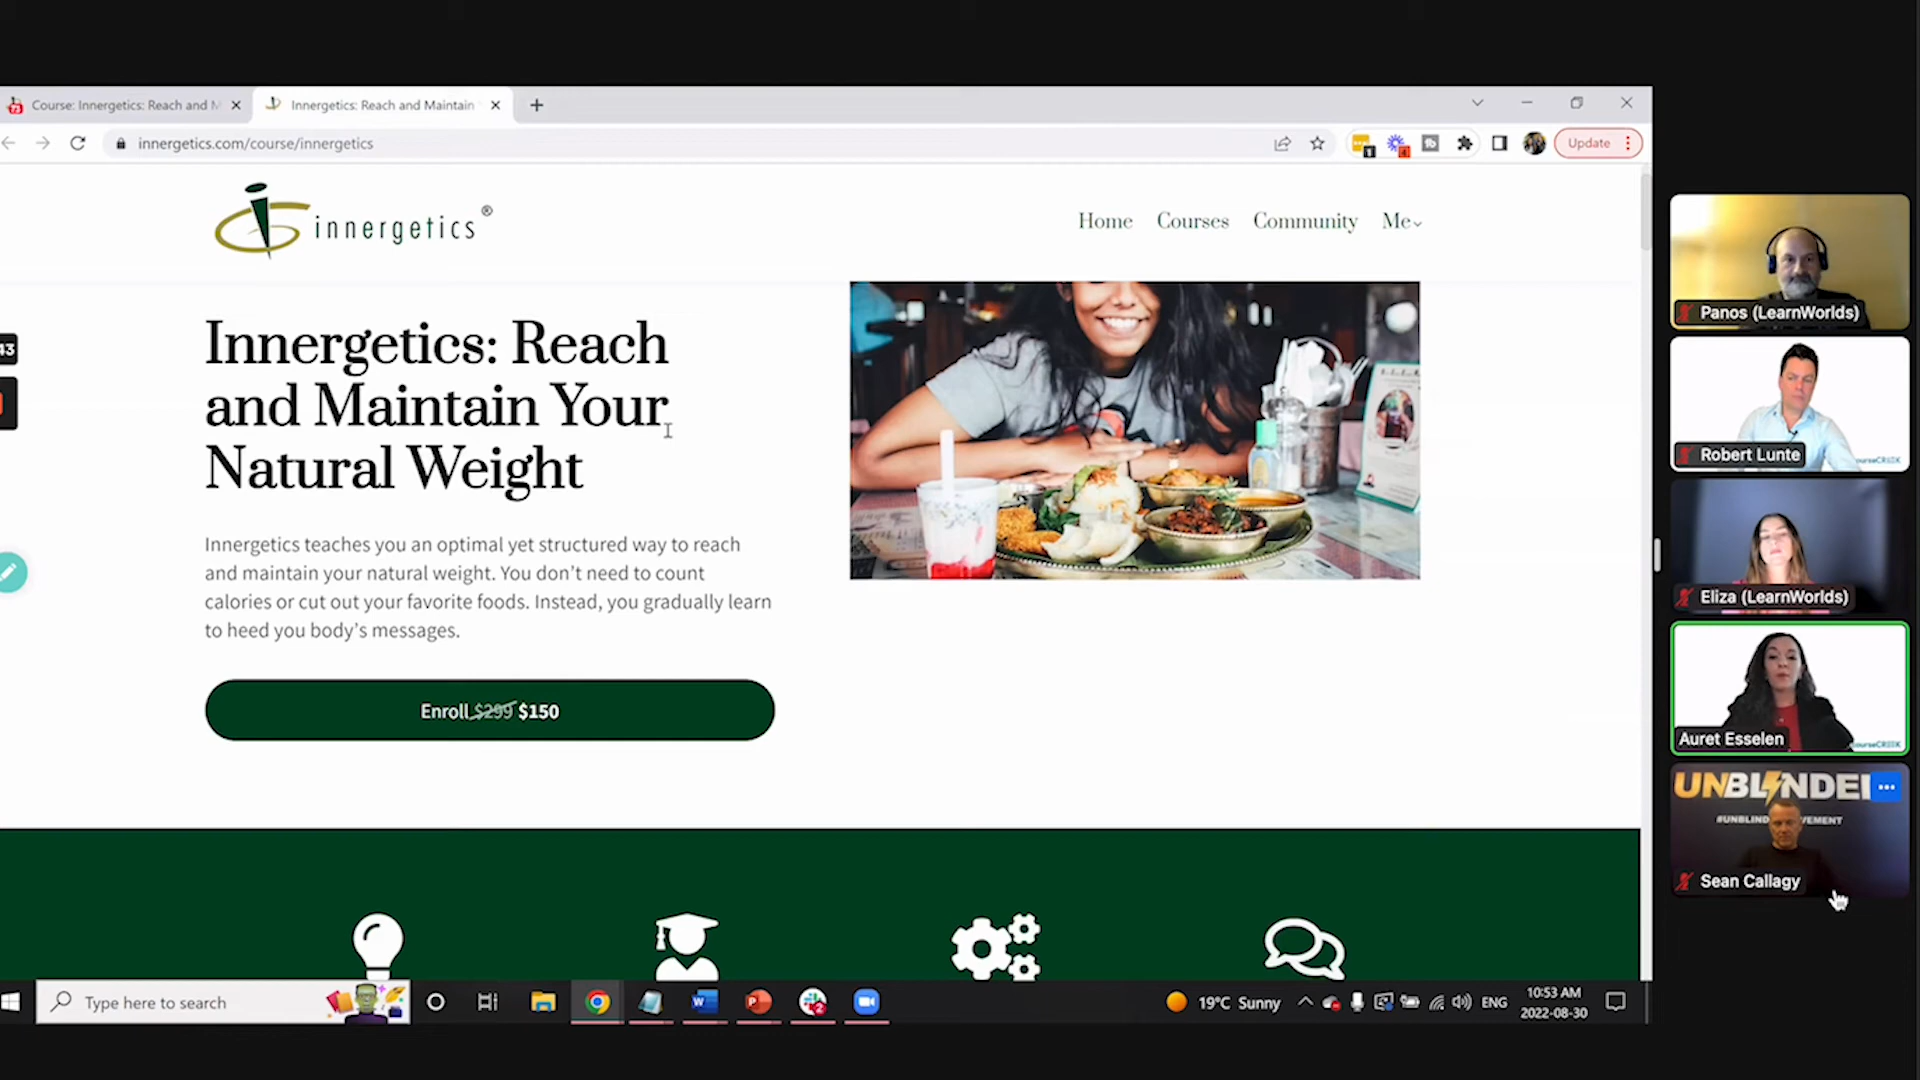 Course: Innergetics: Reach and M
Innergetics: Reach and Maintain
innergetics.com/course/innergetics
Update
innergetics®
Home
Courses
Community
Me
Innergetics: Reach
and Maintain Your
Natural Weight
Innergetics teaches you an optimal yet structured way to reach
and maintain your natural weight. You don't need to count
calories or cut out your favorite foods. Instead, you gradually learn
to heed you body's messages.
Enroll $299 $150
43
Panos (LearnWorlds)
Robert Lunte
Eliza (LearnWorlds)
Auret Esselen
UNBLINDE
Sean Callagy
Type here to search
19°C Sunny
ENG
10:53 AM
2022-08-30